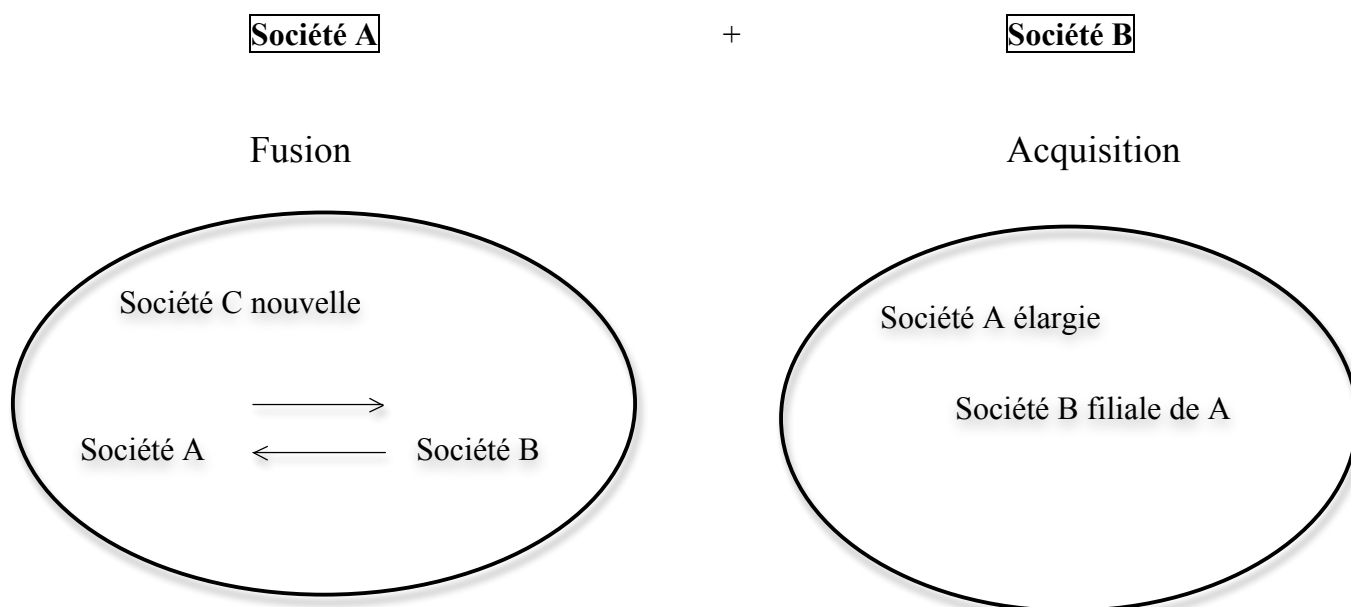 Société A + Société B
Fusion Acquisition
Société C nouvelle
Société A élargie
Société B filiale de A
Société A Société B